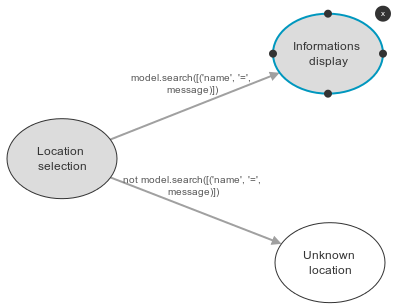 x
Informations
display
model.search([('name', '=',
message)])
Location
selection
not model.search([('name', '=',
message)])
Unknown
location